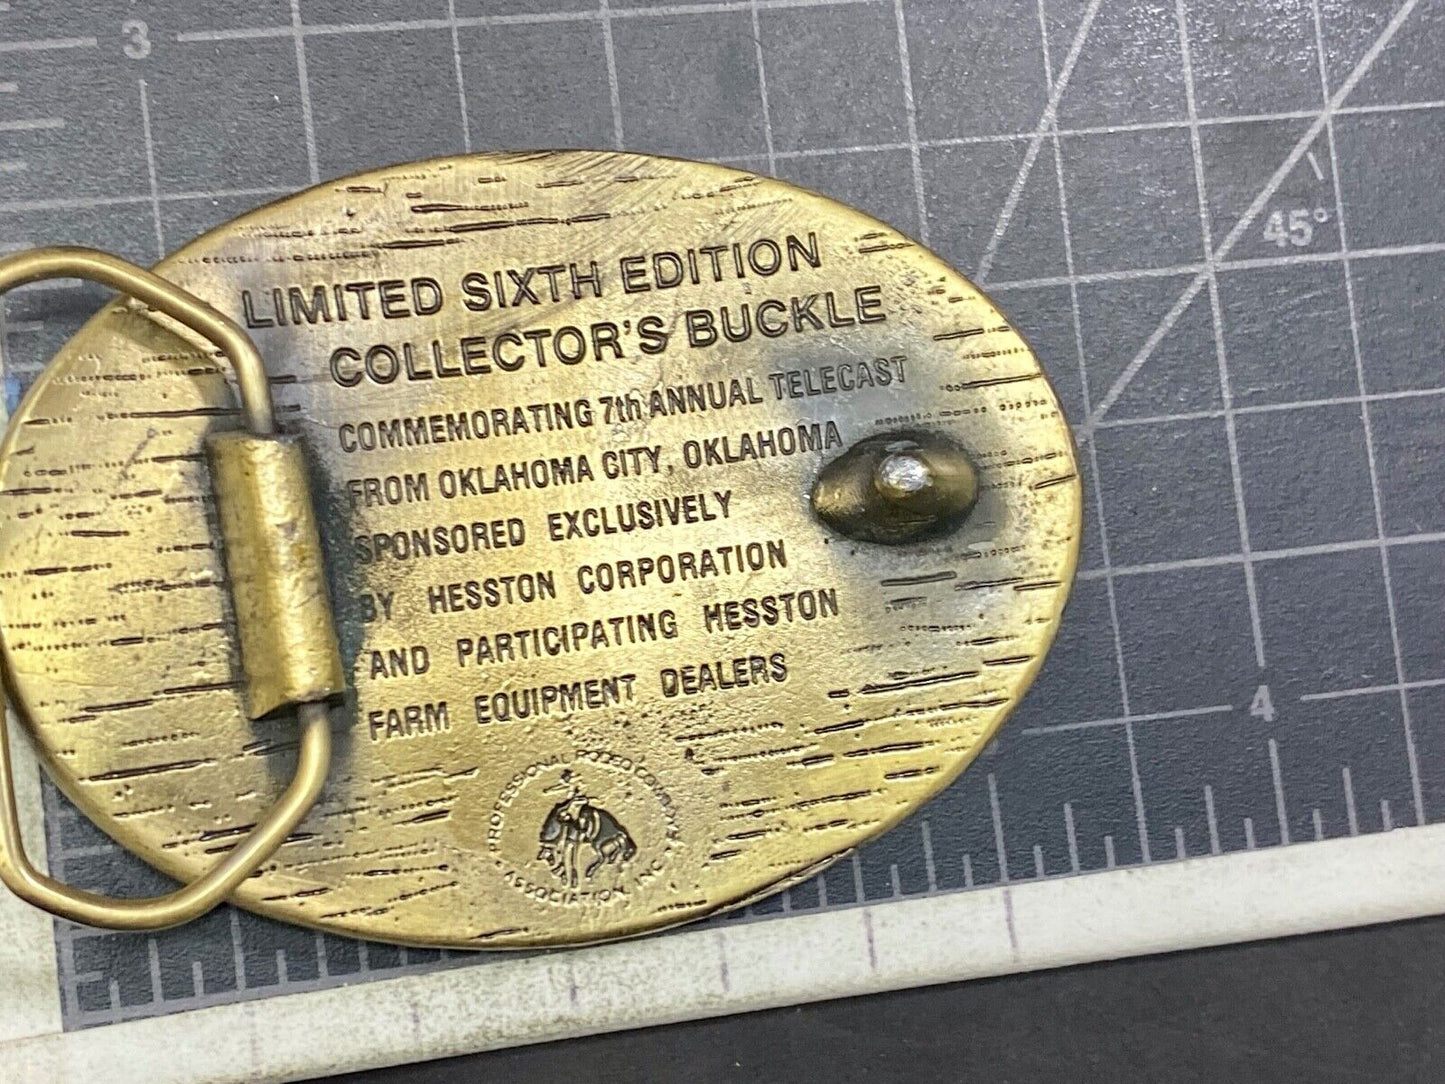 3
45°
LIMITED SIXTH EDITION
COLLECTOR'S BUCKLE
COMMEMORATING 7th ANNUAL TELECAST
FROM OKLAHOMA CITY, OKLAHOMA
SPONSORED EXCLUSIVELY
BY HESSTON CORPORATION
AND PARTICIPATING HESSTON
FARM EQUIPMENT DEALERS
4
PROFESSIONAL RODEO COWBOYS
ASSOCIATION, INC.